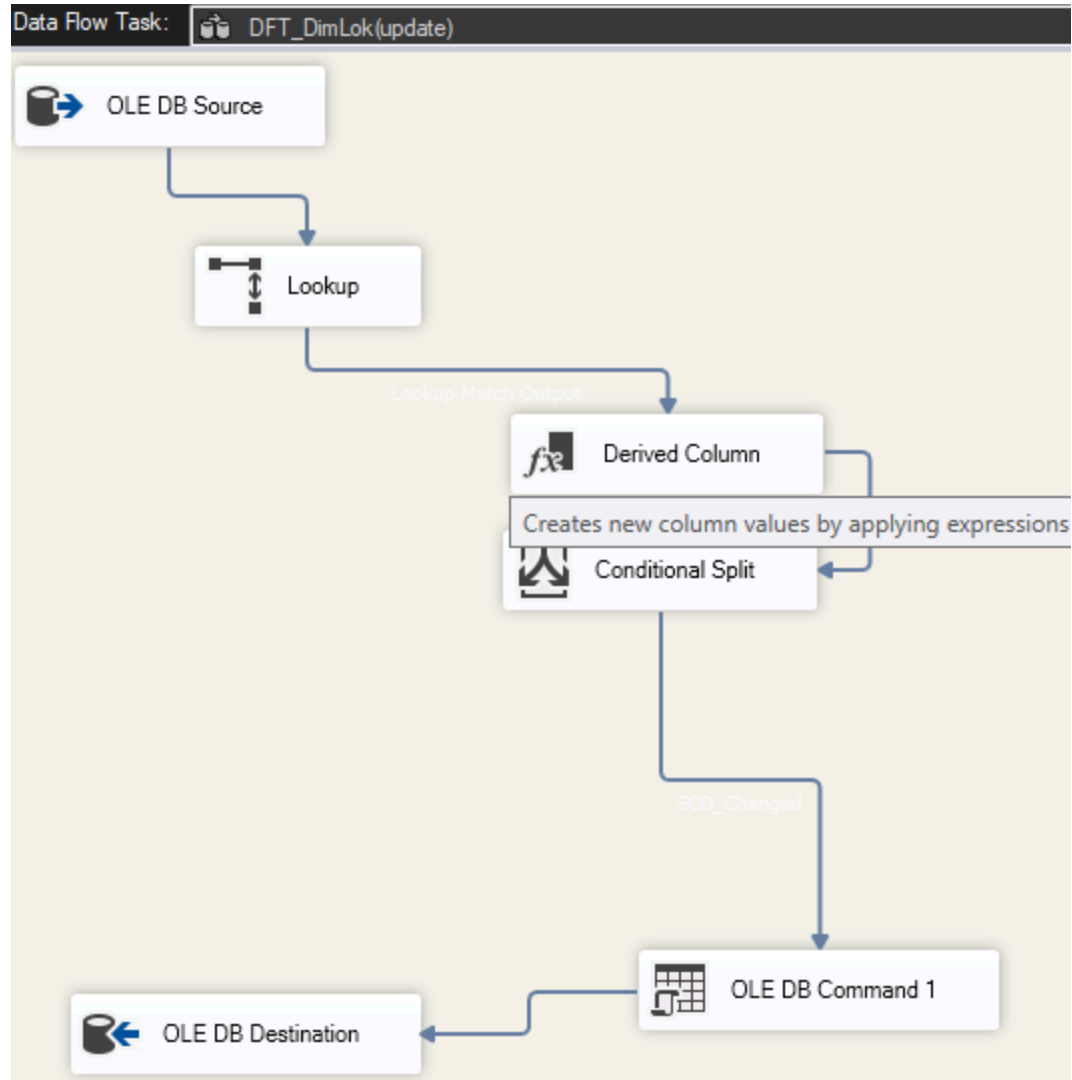 Data Flow Task: DFT_DimLok(update)
OLE DB Source
Lookup
Lookup Match Output
Derived Column
Creates new column values by applying expressions
Conditional Split
SCD_Changed
OLE DB Command 1
OLE DB Destination